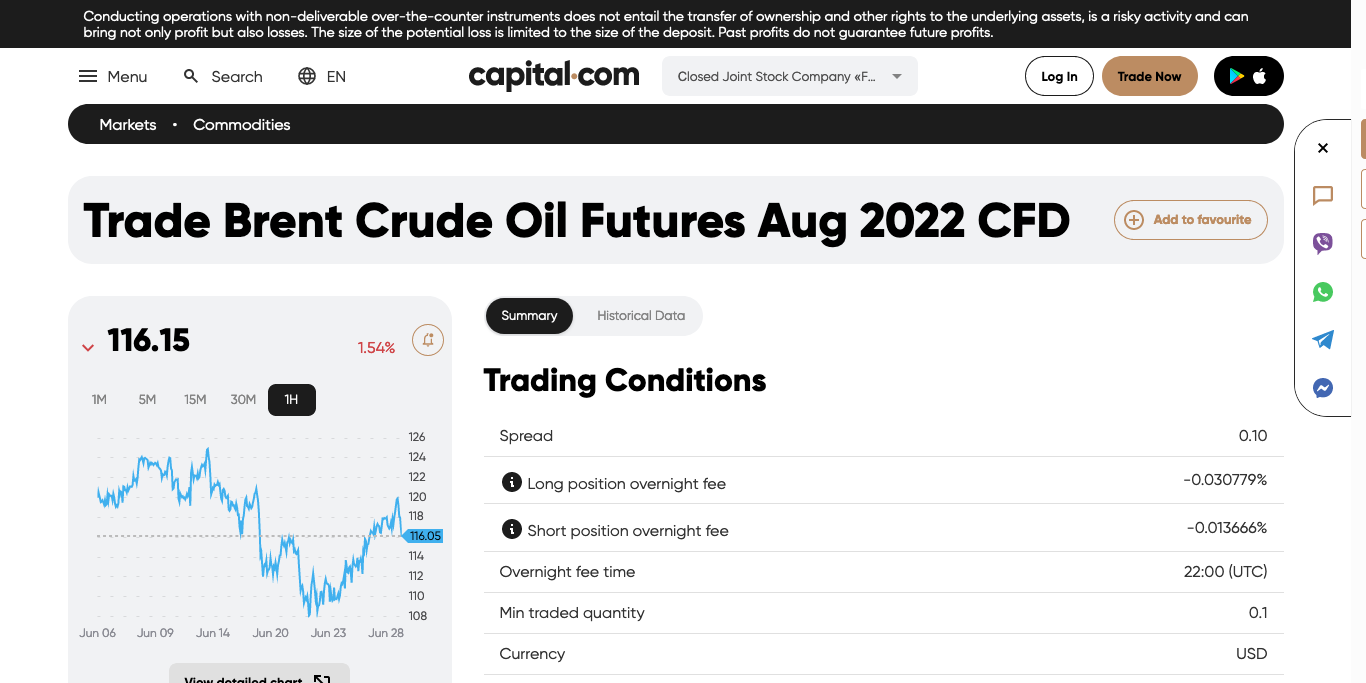 Conducting operations with non-deliverable over-the-counter instruments does not entail the transfer of ownership and other rights to the underlying assets, is a risky activity and can
bring not only profit but also losses. The size of the potential loss is limited to the size of the deposit. Past profits do not guarantee future profits.
Menu Search EN capital.com Closed Joint Stock Company «F... Log In Trade Now
Markets • Commodities
Trade Brent Crude Oil Futures Aug 2022 CFD Add to favourite
116.15 1.54%
1M 5M 15M 30M 1H
126
124
122
120
118
116.05
114
112
110
108
Jun 06 Jun 09 Jun 14 Jun 20 Jun 23 Jun 28
View detailed chart
Summary Historical Data
Trading Conditions
Spread 0.10
Long position overnight fee -0.030779%
Short position overnight fee -0.013666%
Overnight fee time 22:00 (UTC)
Min traded quantity 0.1
Currency USD